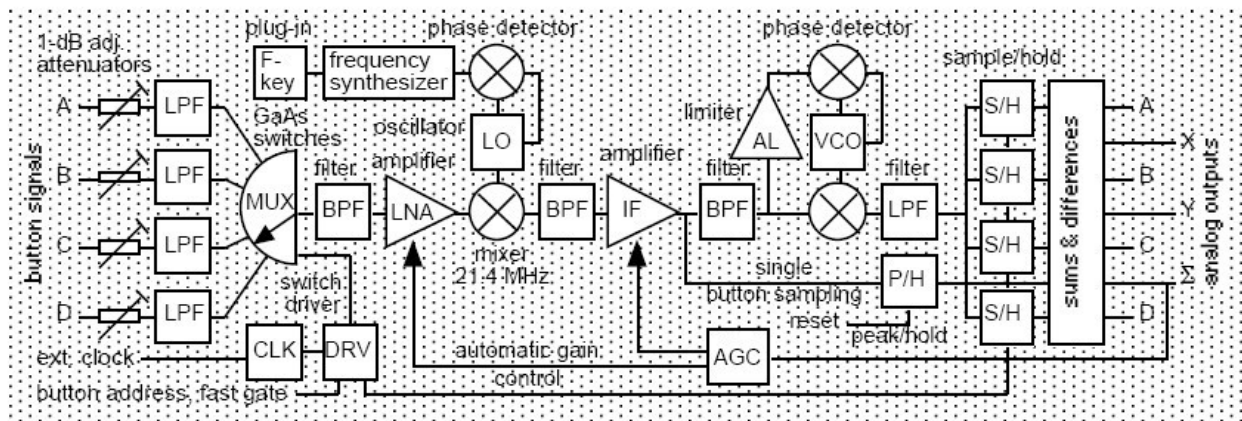 plug-in
phase detector
phase detector
1-dB adj.
attenuators
F-
key
frequency
synthesizer
sample/hold
A
LPF
GaAs
switches
oscillator
LO
limiter
AL
VCO
S/H
A
X
button signals
B
LPF
MUX
filter
BPF
amplifier
LNA
filter
BPF
amplifier
IF
filter
BPF
filter
LPF
S/H
sums & differences
B
Y
analog outputs
C
LPF
mixer
21.4 MHz
single
button sampling
P/H
S/H
C
Σ
D
LPF
switch
driver
reset
peak/hold
S/H
D
ext. clock
CLK
DRV
automatic gain
control
AGC
button address, fast gate